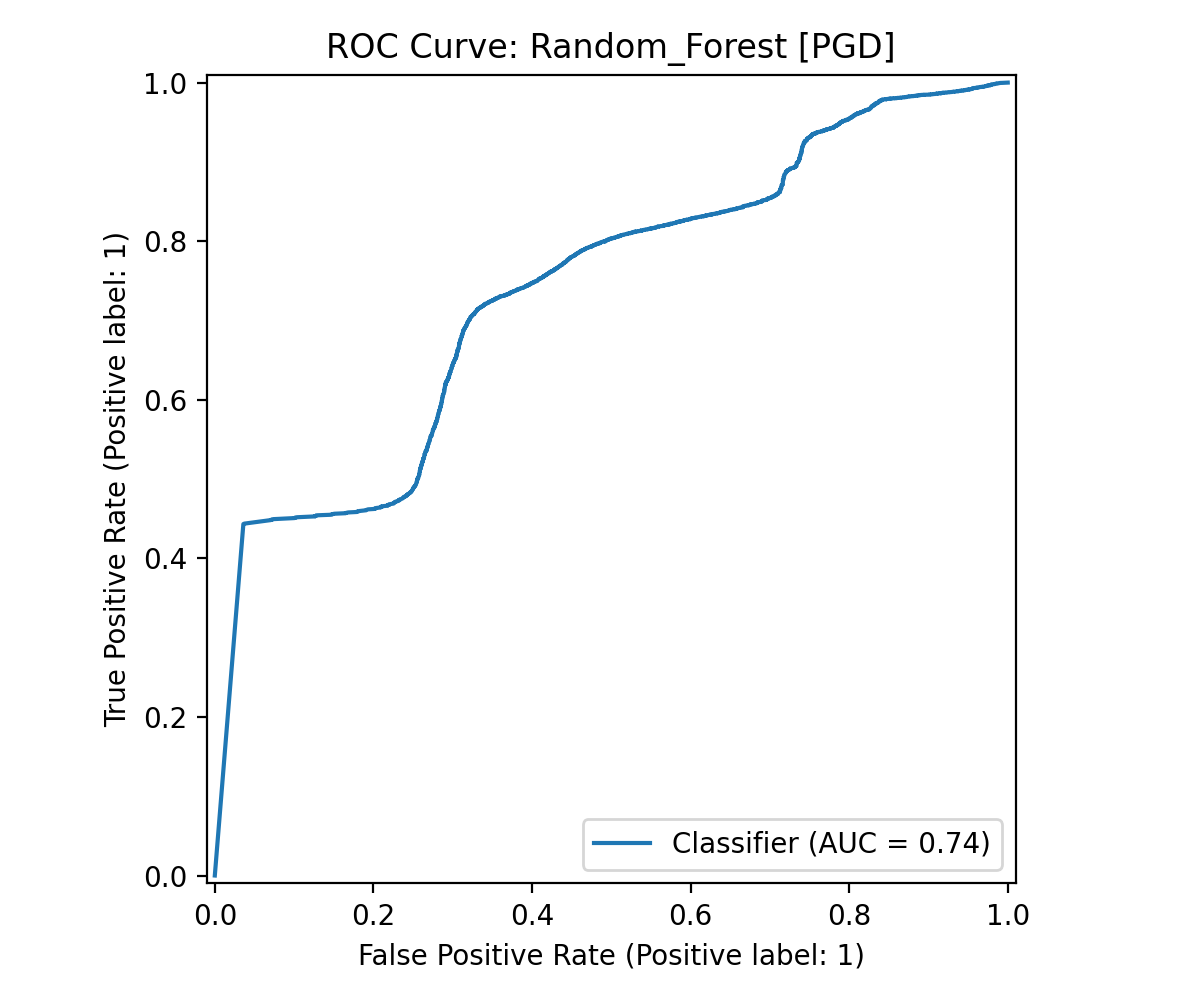 ROC Curve: Random_Forest [PGD]
True Positive Rate (Positive label: 1)
1.0
0.8
0.6
0.4
0.2
0.0
Classifier (AUC = 0.74)
0.0 0.2 0.4 0.6 0.8 1.0
False Positive Rate (Positive label: 1)